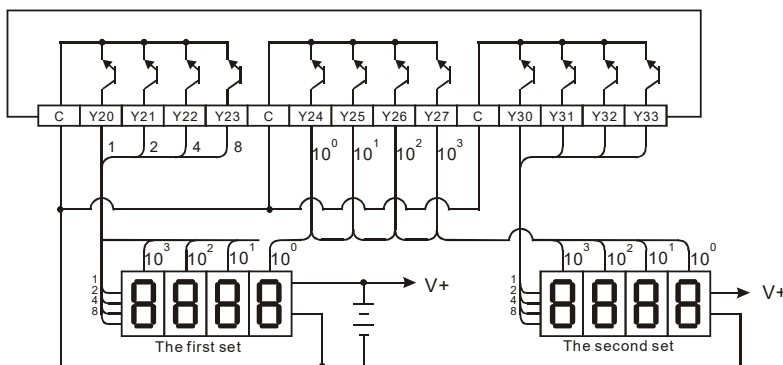 C Y20 Y21 Y22 Y23 C Y24 Y25 Y26 Y27 C Y30 Y31 Y32 Y33
1 2 4 8 10⁰ 10¹ 10² 10³
10³ 10² 10¹ 10⁰ 10³ 10² 10¹ 10⁰
1
2
4
8
8888
V+
1
2
4
8
8888
V+
The first set
The second set